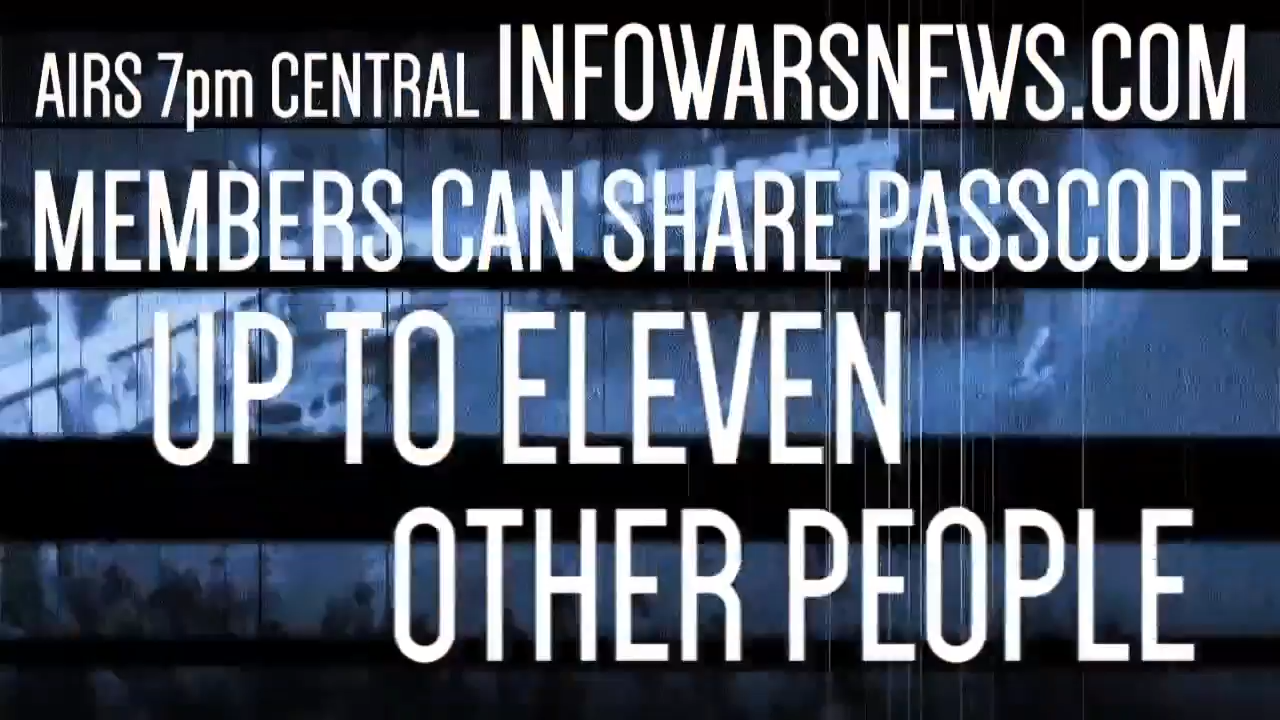 AIRS 7pm CENTRAL INFOWARSNEWS.COM
MEMBERS CAN SHARE PASSCODE
UP TO ELEVEN
OTHER PEOPLE